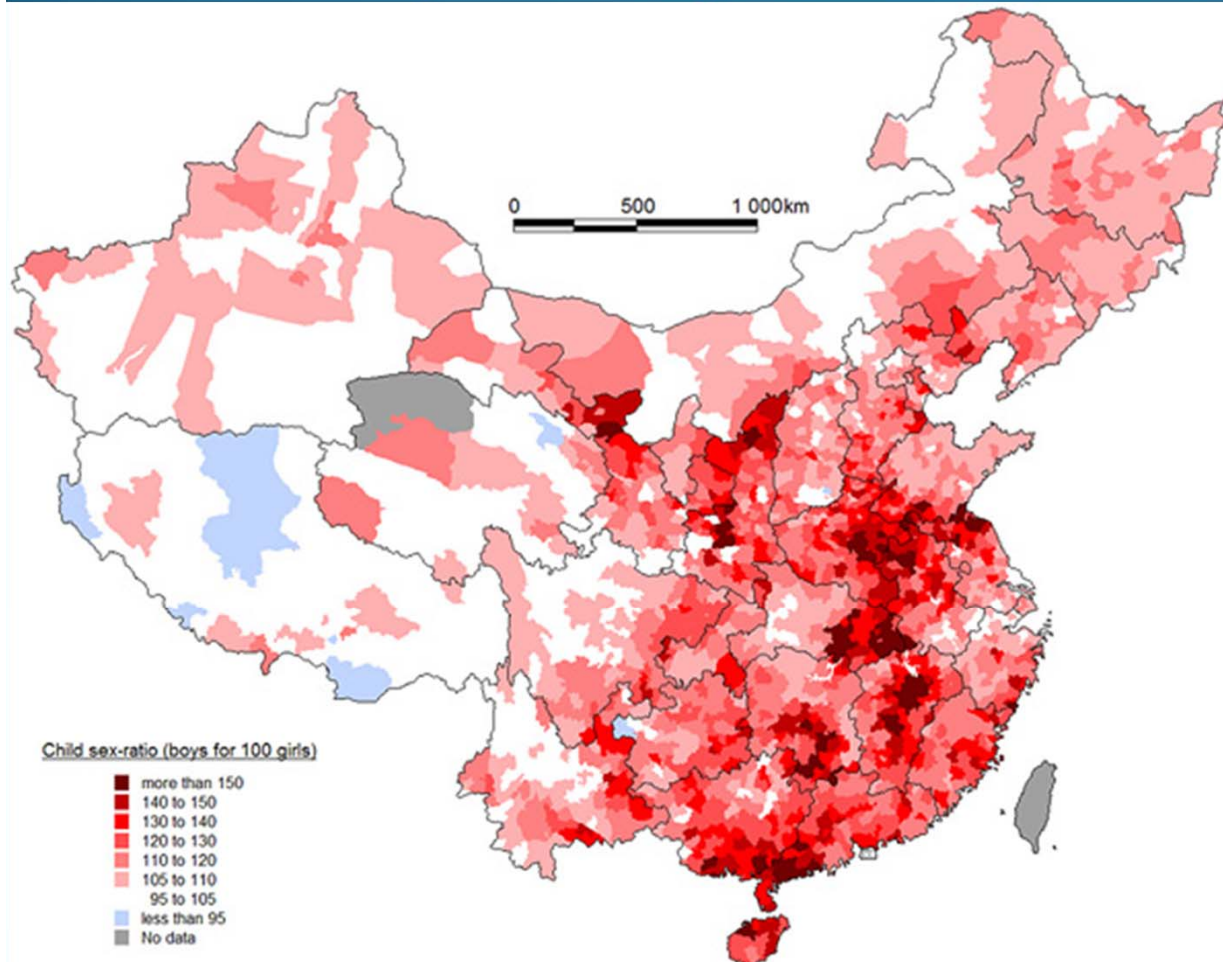 0 500 1 000km
Child sex-ratio (boys for 100 girls)
more than 150
140 to 150
130 to 140
120 to 130
110 to 120
105 to 110
95 to 105
less than 95
No data